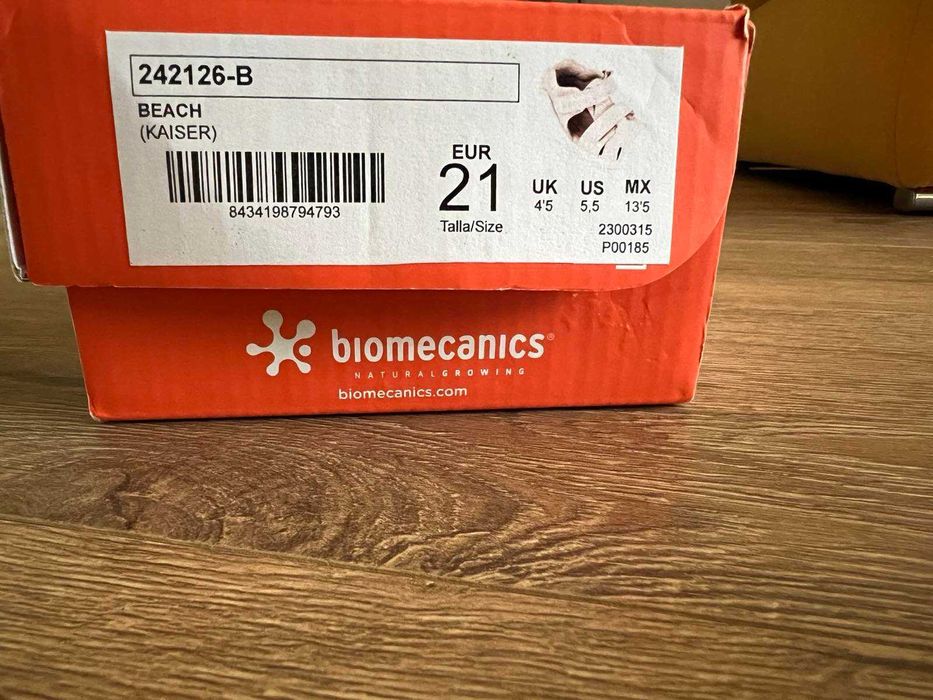 242126-B
BEACH
(KAISER)
8434198794793
EUR
21
Talla/Size
UK US MX
4'5 5,5 13'5
2300315
P00185
biomecanics®
NATURALGROWING
biomecanics.com